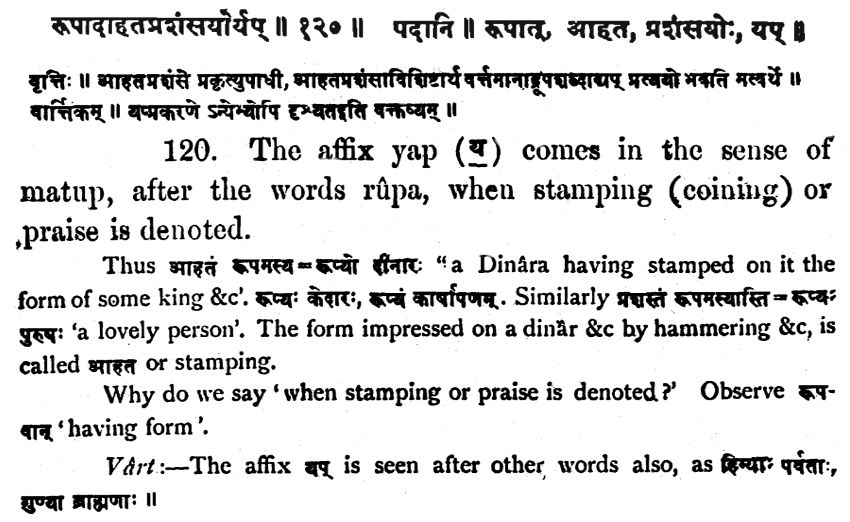 रूपादाहतप्रशंसयोर्यप् ॥ १२० ॥ पदानि ॥ रूपात्, आहत, प्रशंसयोः, यप् ॥
वृत्तिः ॥ आहतप्रशंसे प्रकृत्युपाधी, आहतप्रशंसाविशिष्टार्थे वर्त्तमानाद्रूपशब्दाद्यप् प्रत्ययो भवति मत्वर्थे ॥
वार्त्तिकम् ॥ यप्प्रकरणे ऽन्येभ्योपि दृश्यतइति वक्तव्यम् ॥
120. The affix yap (य) comes in the sense of
matup, after the words rûpa, when stamping (coining) or
praise is denoted.
Thus आहतं रूपमस्य = रूप्यो दीनारः "a Dinâra having stamped on it the
form of some king &c'. रूप्यः केदारः, रूप्यं कार्षापणम्. Similarly प्रशस्तं रूपमस्यास्ति = रूप्यः
पुरुषः 'a lovely person'. The form impressed on a dinâr &c by hammering &c, is
called आहत or stamping.
Why do we say 'when stamping or praise is denoted?' Observe रूप-
वान् 'having form'.
Vârt:—The affix यप् is seen after other words also, as हिम्याः पर्वताः,
गुण्या ब्राह्मणाः ॥